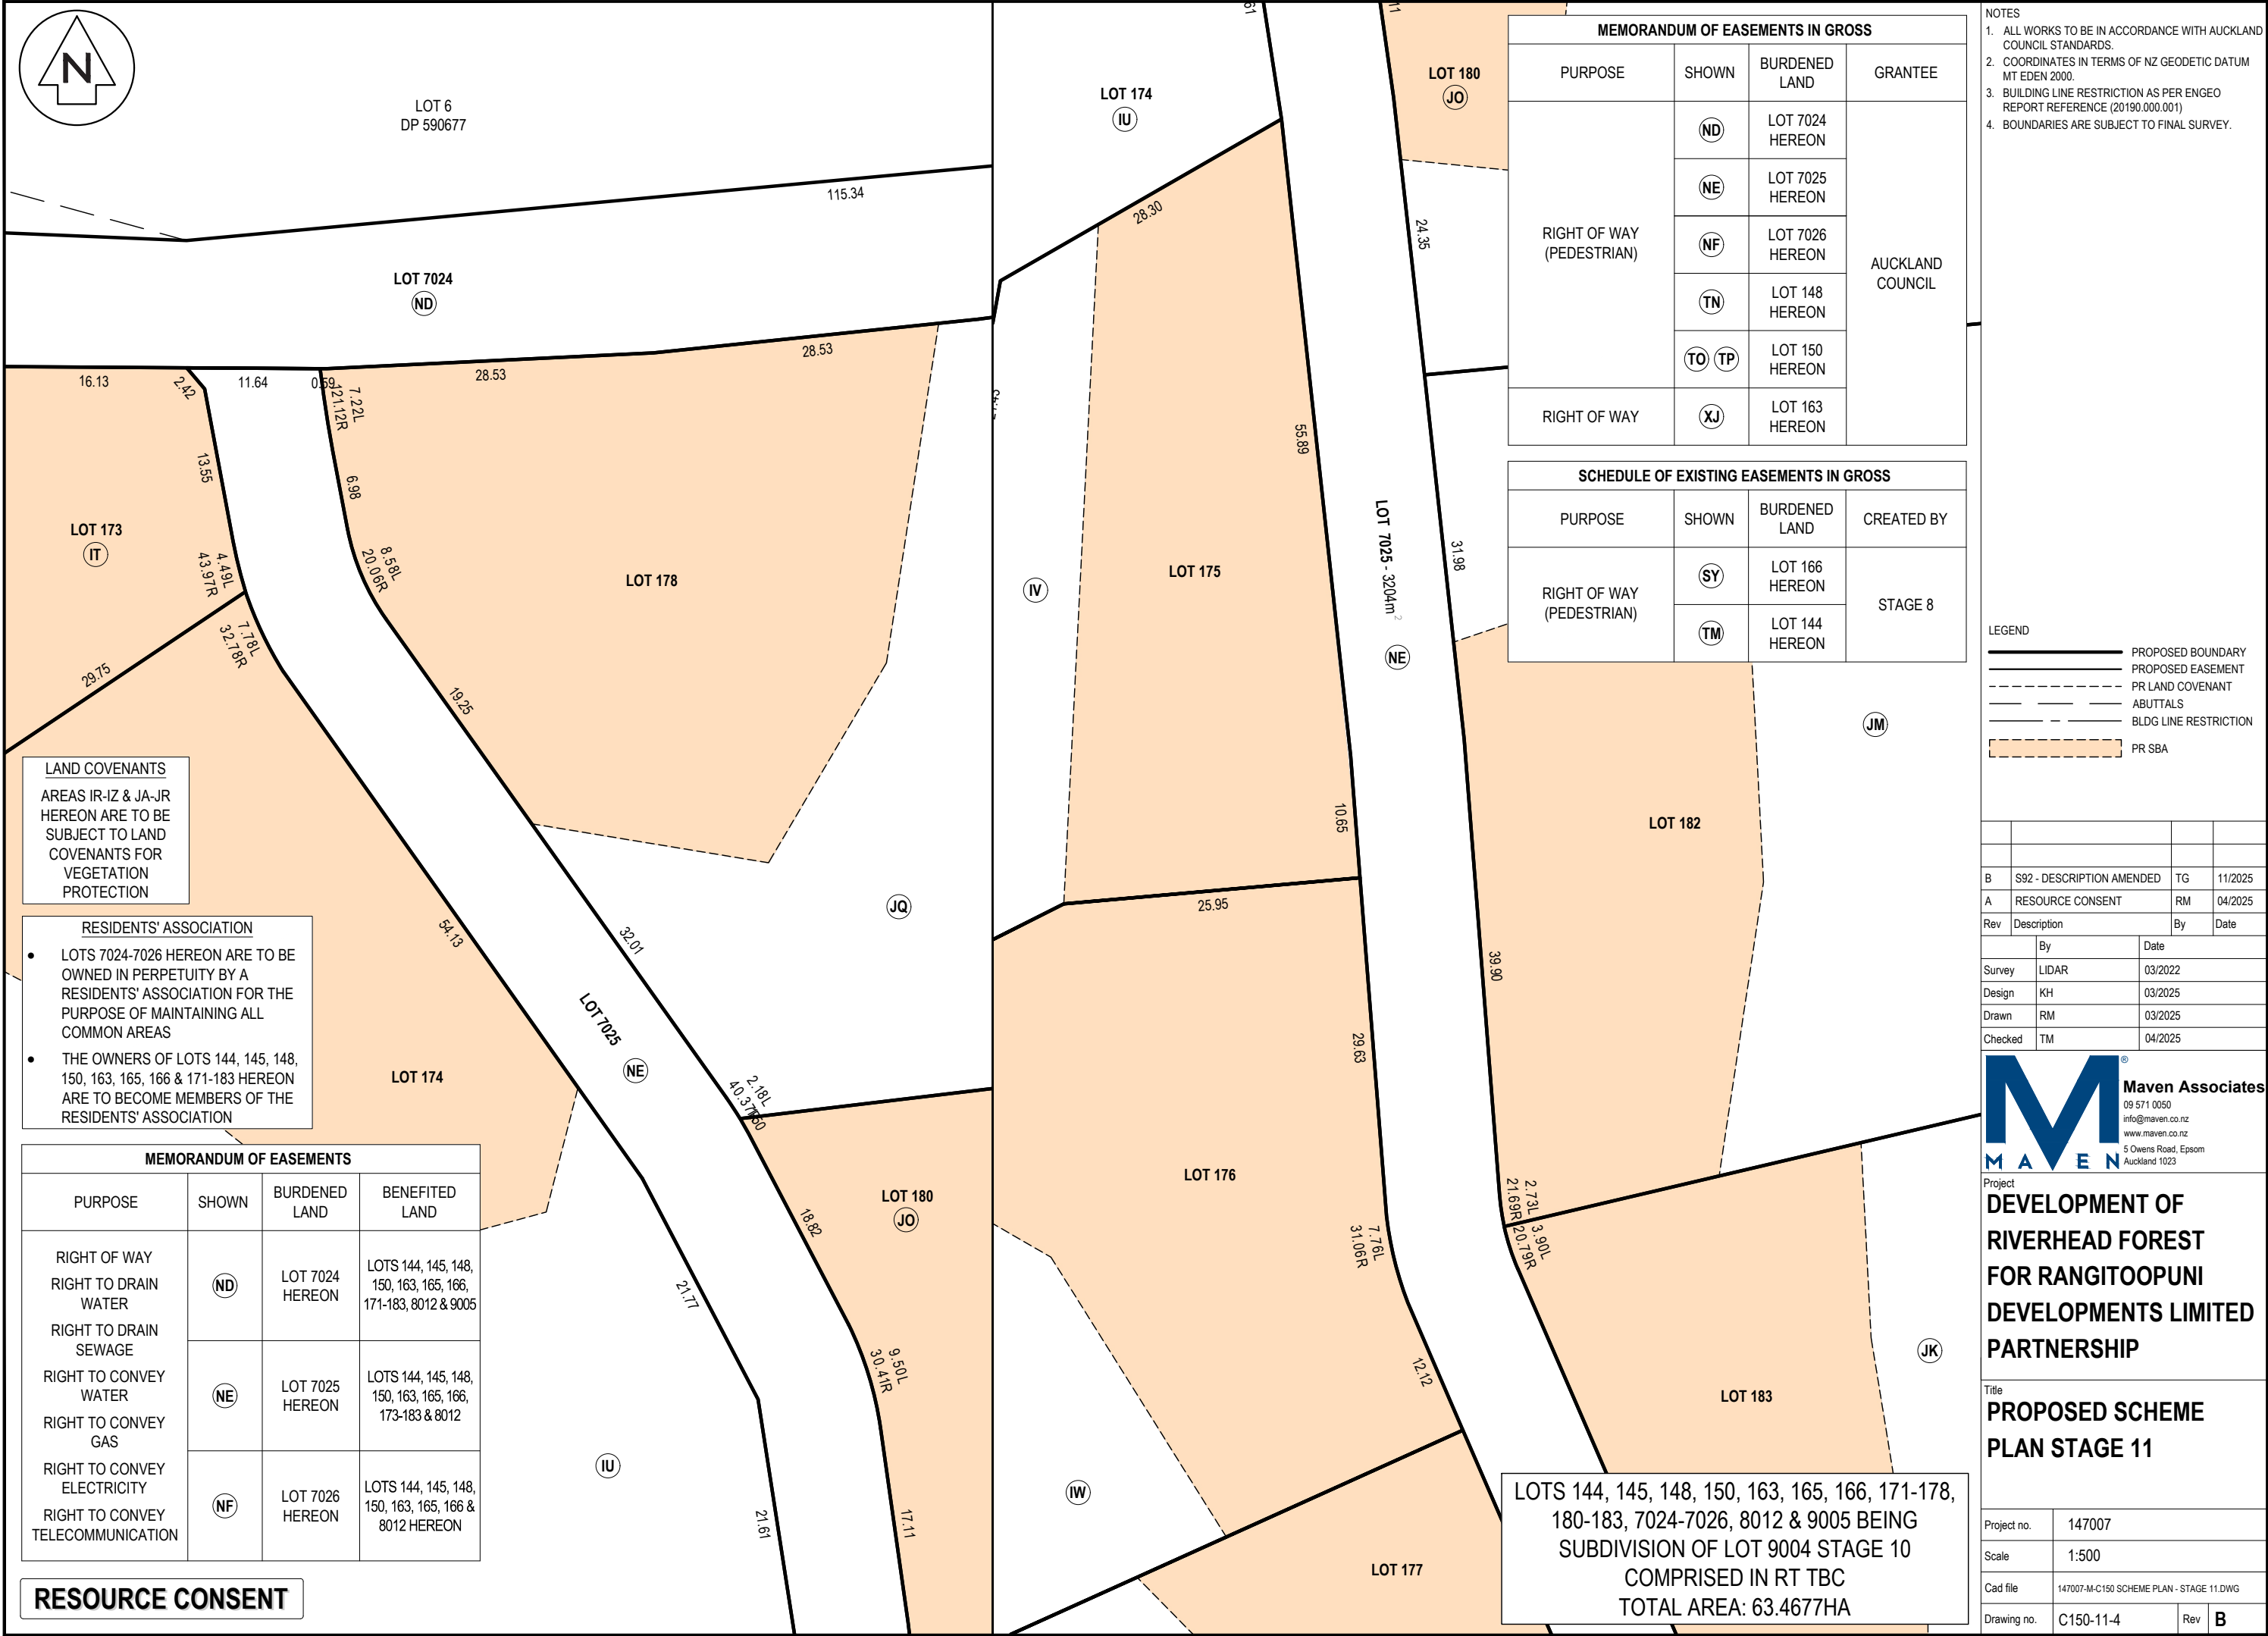 N
LOT 6
DP 590677
115.34
LOT 7024
ND
16.13
2.42
11.64
0.59
28.53
28.53
7.22L
121.12R
13.55
6.98
LOT 173
IT
4.49L
43.97R
8.58L
20.06R
LOT 178
7.78L
32.78R
29.75
19.25
LAND COVENANTS
AREAS IR-IZ & JA-JR
HEREON ARE TO BE
SUBJECT TO LAND
COVENANTS FOR
VEGETATION
PROTECTION
RESIDENTS' ASSOCIATION
• LOTS 7024-7026 HEREON ARE TO BE
OWNED IN PERPETUITY BY A
RESIDENTS' ASSOCIATION FOR THE
PURPOSE OF MAINTAINING ALL
COMMON AREAS
• THE OWNERS OF LOTS 144, 145, 148,
150, 163, 165, 166 & 171-183 HEREON
ARE TO BECOME MEMBERS OF THE
RESIDENTS' ASSOCIATION
JQ
54.13
32.01
LOT 7025
NE
LOT 174
2.18L
LOT 180
JO
18.82
21.77
9.50L
30.41R
IU
21.61
17.11
MEMORANDUM OF EASEMENTS
PURPOSE SHOWN BURDENED LAND BENEFITED LAND
RIGHT OF WAY
RIGHT TO DRAIN
WATER
RIGHT TO DRAIN
SEWAGE
RIGHT TO CONVEY
WATER
RIGHT TO CONVEY
GAS
RIGHT TO CONVEY
ELECTRICITY
RIGHT TO CONVEY
TELECOMMUNICATION
ND
LOT 7024
HEREON
LOTS 144, 145, 148,
150, 163, 165, 166,
171-183, 8012 & 9005
NE
LOT 7025
HEREON
LOTS 144, 145, 148,
150, 163, 165, 166,
173-183 & 8012
NF
LOT 7026
HEREON
LOTS 144, 145, 148,
150, 163, 165, 166 &
8012 HEREON
RESOURCE CONSENT
LOT 174
IU
LOT 180
JO
28.30
24.35
55.89
LOT 175
IV
LOT 7025 - 3204m²
NE
31.98
10.65
25.95
JM
LOT 182
39.90
29.63
LOT 176
7.76L
31.06R
2.73L
21.69R
3.90L
20.79R
12.12
JK
LOT 183
IW
LOT 177
MEMORANDUM OF EASEMENTS IN GROSS
PURPOSE SHOWN BURDENED LAND GRANTEE
RIGHT OF WAY
(PEDESTRIAN)
ND
LOT 7024
HEREON
NE
LOT 7025
HEREON
NF
LOT 7026
HEREON
TN
LOT 148
HEREON
TO TP
LOT 150
HEREON
AUCKLAND
COUNCIL
RIGHT OF WAY
XJ
LOT 163
HEREON
SCHEDULE OF EXISTING EASEMENTS IN GROSS
PURPOSE SHOWN BURDENED LAND CREATED BY
RIGHT OF WAY
(PEDESTRIAN)
SY
LOT 166
HEREON
TM
LOT 144
HEREON
STAGE 8
LOTS 144, 145, 148, 150, 163, 165, 166, 171-178,
180-183, 7024-7026, 8012 & 9005 BEING
SUBDIVISION OF LOT 9004 STAGE 10
COMPRISED IN RT TBC
TOTAL AREA: 63.4677HA
NOTES
1. ALL WORKS TO BE IN ACCORDANCE WITH AUCKLAND
COUNCIL STANDARDS.
2. COORDINATES IN TERMS OF NZ GEODETIC DATUM
MT EDEN 2000.
3. BUILDING LINE RESTRICTION AS PER ENGEO
REPORT REFERENCE (20190.000.001)
4. BOUNDARIES ARE SUBJECT TO FINAL SURVEY.
LEGEND
PROPOSED BOUNDARY
PROPOSED EASEMENT
PR LAND COVENANT
ABUTTALS
BLDG LINE RESTRICTION
PR SBA
B S92 - DESCRIPTION AMENDED TG 11/2025
A RESOURCE CONSENT RM 04/2025
Rev Description By Date
By Date
Survey LIDAR 03/2022
Design KH 03/2025
Drawn RM 03/2025
Checked TM 04/2025
MAVEN ®
Maven Associates
09 571 0050
info@maven.co.nz
www.maven.co.nz
5 Owens Road, Epsom
Auckland 1023
Project
DEVELOPMENT OF
RIVERHEAD FOREST
FOR RANGITOOPUNI
DEVELOPMENTS LIMITED
PARTNERSHIP
Title
PROPOSED SCHEME
PLAN STAGE 11
Project no. 147007
Scale 1:500
Cad file 147007-M-C150 SCHEME PLAN - STAGE 11.DWG
Drawing no. C150-11-4 Rev B